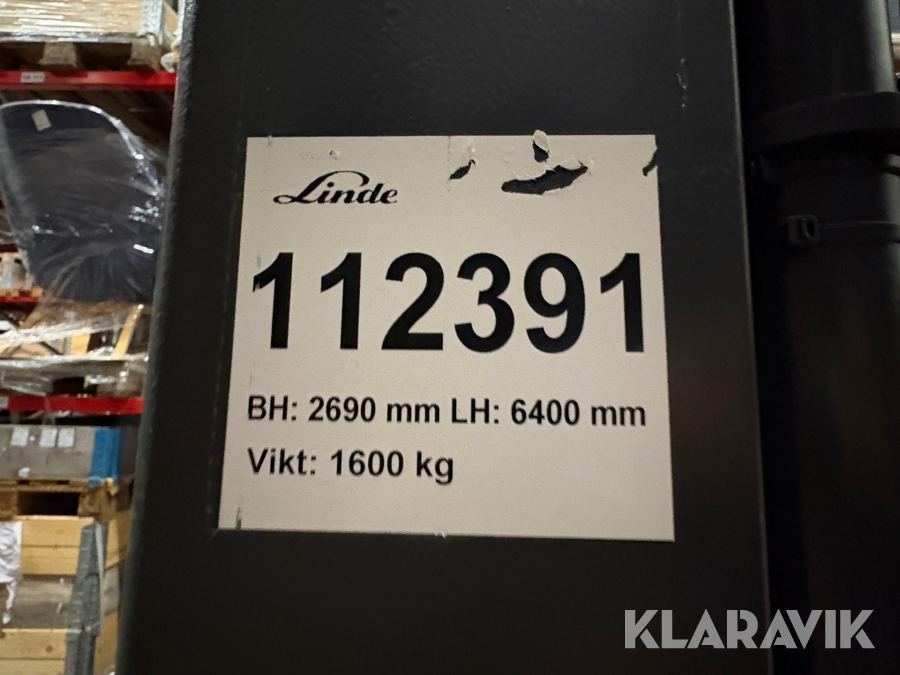 Linde
112391
BH: 2690 mm LH: 6400 mm
Vikt: 1600 kg
KLARAVIK